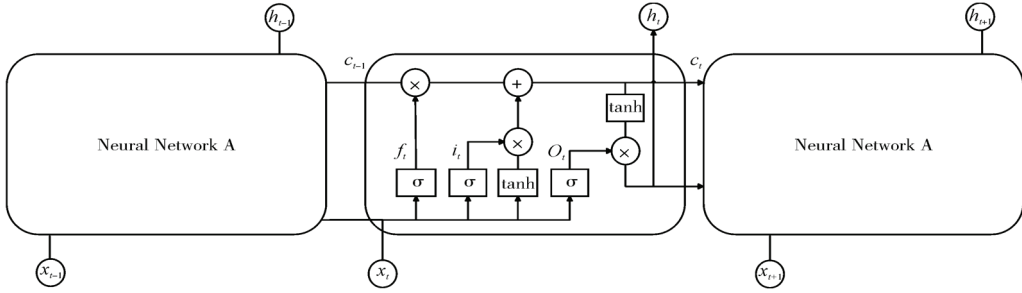 h_{t-1} h_t h_{t+1}
c_{t-1} c_t
× +
tanh
Neural Network A × × Neural Network A
f_t i_t O_t
σ σ tanh σ
x_{t-1} x_t x_{t+1}